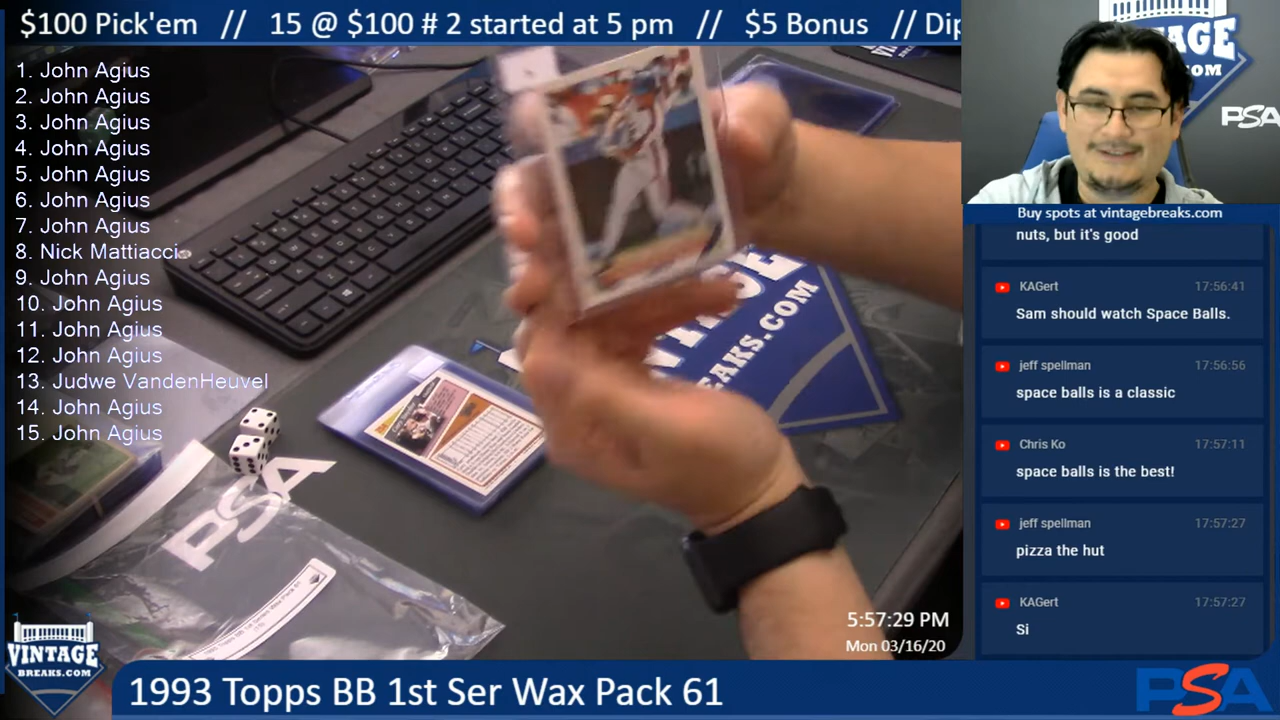 $100 Pick'em // 15 @ $100 # 2 started at 5 pm // $5 Bonus // Dip
1. John Agius
2. John Agius
3. John Agius
4. John Agius
5. John Agius
6. John Agius
7. John Agius
8. Nick Mattiacci
9. John Agius
10. John Agius
11. John Agius
12. John Agius
13. Judwe VandenHeuvel
14. John Agius
15. John Agius
AGE
.COM
PSA
Buy spots at vintagebreaks.com
nuts, but it's good
KAGert 17:56:41
Sam should watch Space Balls.
jeff spellman 17:56:56
space balls is a classic
Chris Ko 17:57:11
space balls is the best!
jeff spellman 17:57:27
pizza the hut
KAGert 17:57:27
Si
EAKS.COM
PSA
5:57:29 PM
Mon 03/16/20
VINTAGE
BREAKS.COM
1993 Topps BB 1st Ser Wax Pack 61
PSA